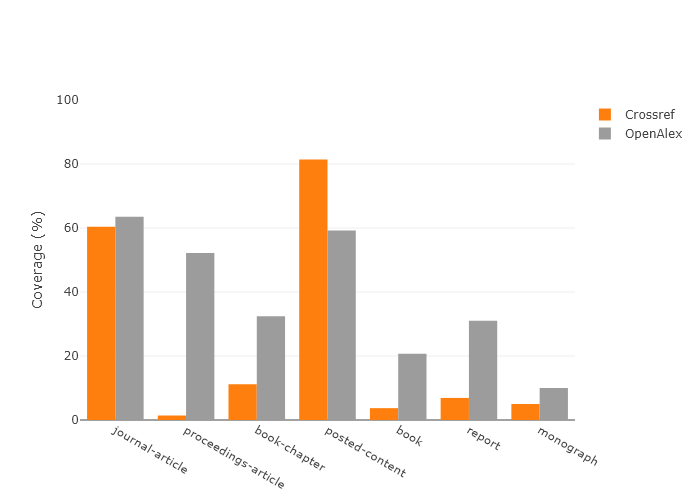 100
80
60
40
20
0
Coverage (%)
journal-article
proceedings-article
book-chapter
posted-content
book
report
monograph
Crossref
OpenAlex